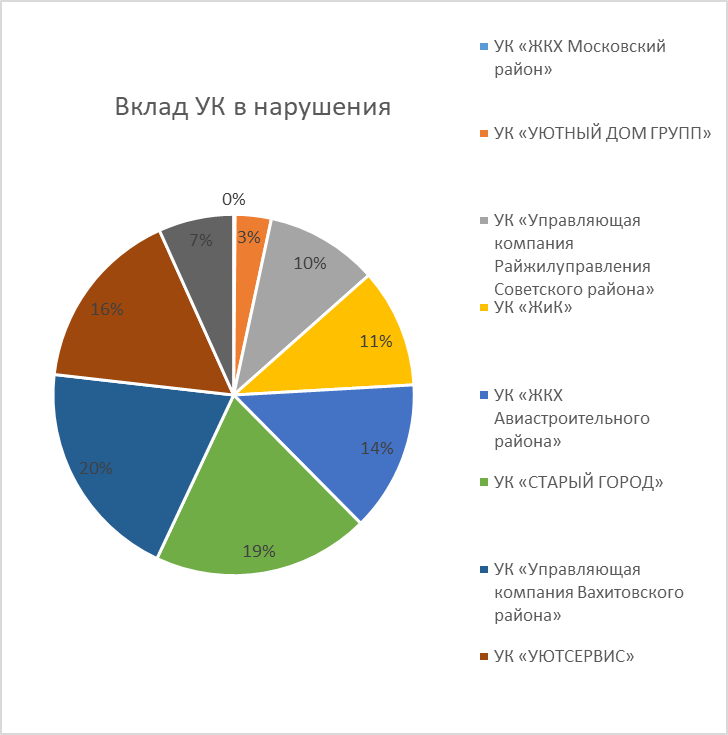 Вклад УК в нарушения
0%
3%
10%
11%
14%
19%
20%
16%
7%
УК «ЖКХ Московский
район»
УК «УЮТНЫЙ ДОМ ГРУПП»
УК «Управляющая
компания
Райжилуправления
Советского района»
УК «ЖиК»
УК «ЖКХ
Авиастроительного
района»
УК «СТАРЫЙ ГОРОД»
УК «Управляющая
компания Вахитовского
района»
УК «УЮТСЕРВИС»